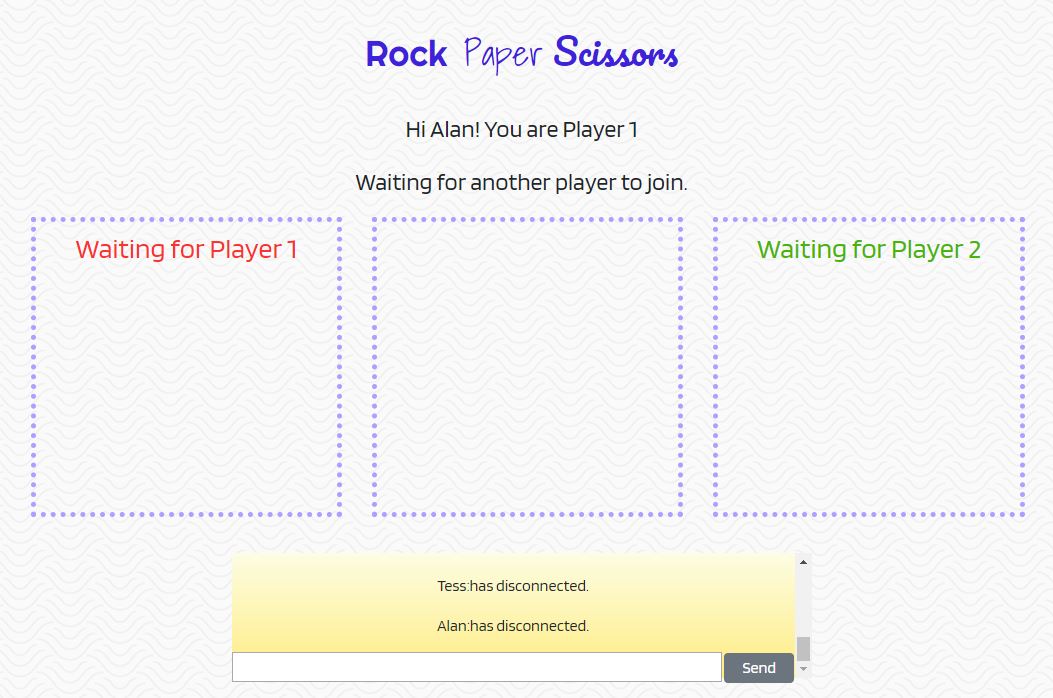 Rock Paper Scissors
Hi Alan! You are Player 1
Waiting for another player to join.
Waiting for Player 1
Waiting for Player 2
Tess:has disconnected.
Alan:has disconnected.
Send